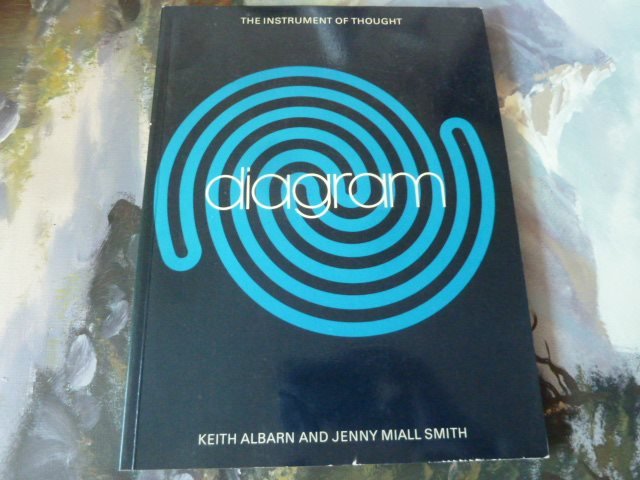 THE INSTRUMENT OF THOUGHT
diagram
KEITH ALBARN AND JENNY MIALL SMITH